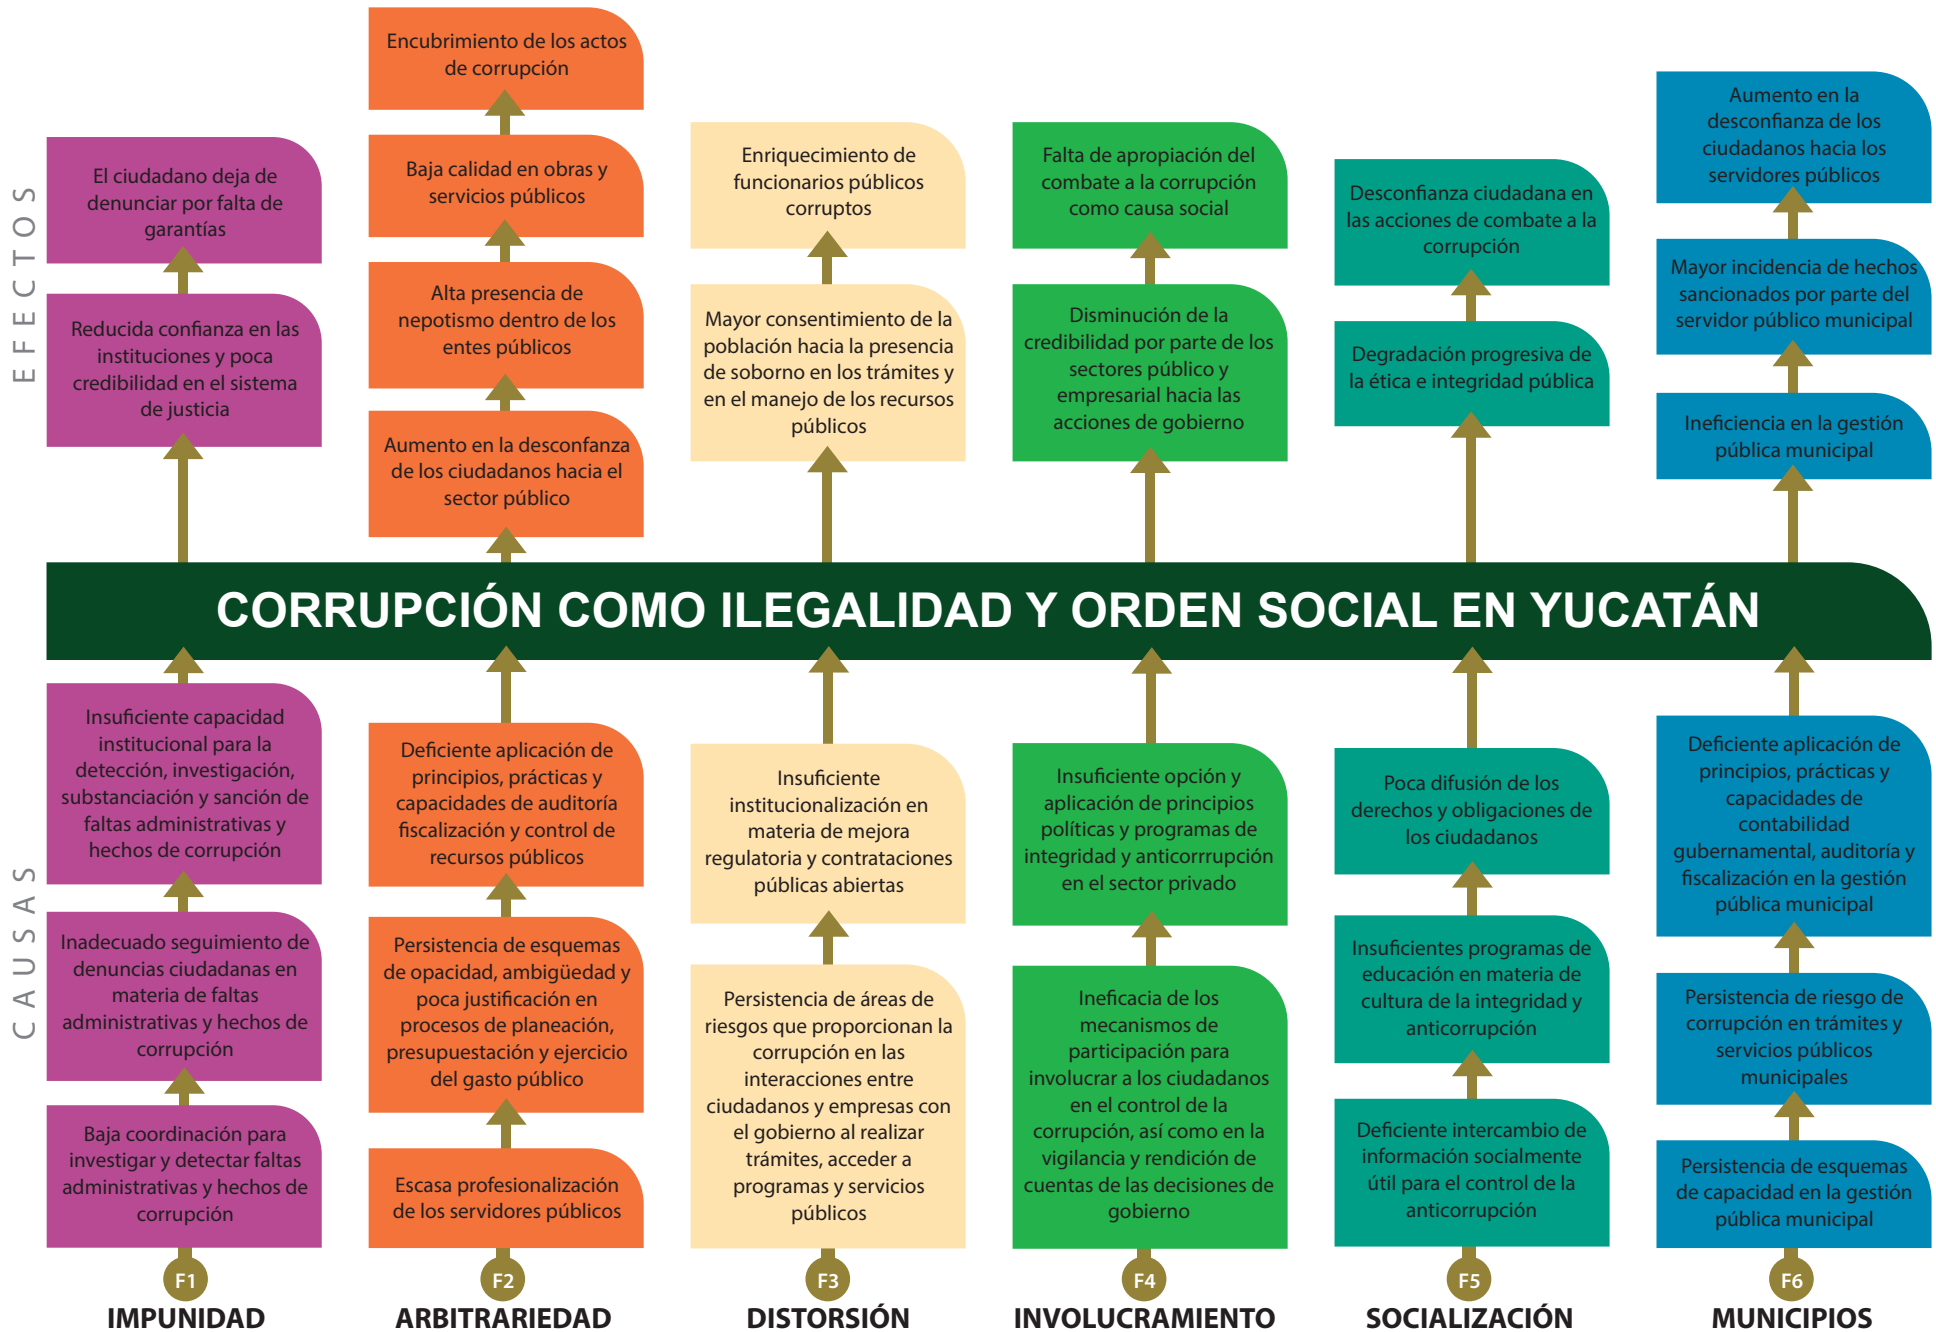 EFECTOS
El ciudadano deja de
denunciar por falta de
garantías
Reducida confianza en las
instituciones y poca
credibilidad en el sistema
de justicia
Encubrimiento de los actos
de corrupción
Baja calidad en obras y
servicios públicos
Alta presencia de
nepotismo dentro de los
entes públicos
Aumento en la desconfanza
de los ciudadanos hacia el
sector público
Enriquecimiento de
funcionarios públicos
corruptos
Mayor consentimiento de la
población hacia la presencia
de soborno en los trámites y
en el manejo de los recursos
públicos
Falta de apropiación del
combate a la corrupción
como causa social
Disminución de la
credibilidad por parte de los
sectores público y
empresarial hacia las
acciones de gobierno
Desconfianza ciudadana en
las acciones de combate a la
corrupción
Degradación progresiva de
la ética e integridad pública
Aumento en la
desconfianza de los
ciudadanos hacia los
servidores públicos
Mayor incidencia de hechos
sancionados por parte del
servidor público municipal
Ineficiencia en la gestión
pública municipal
CORRUPCIÓN COMO ILEGALIDAD Y ORDEN SOCIAL EN YUCATÁN
CAUSAS
Insuficiente capacidad
institucional para la
detección, investigación,
substanciación y sanción de
faltas administrativas y
hechos de corrupción
Inadecuado seguimiento de
denuncias ciudadanas en
materia de faltas
administrativas y hechos de
corrupción
Baja coordinación para
investigar y detectar faltas
administrativas y hechos de
corrupción
F1
IMPUNIDAD
Deficiente aplicación de
principios, prácticas y
capacidades de auditoría
fiscalización y control de
recursos públicos
Persistencia de esquemas
de opacidad, ambigüedad y
poca justificación en
procesos de planeación,
presupuestación y ejercicio
del gasto público
Escasa profesionalización
de los servidores públicos
F2
ARBITRARIEDAD
Insuficiente
institucionalización en
materia de mejora
regulatoria y contrataciones
públicas abiertas
Persistencia de áreas de
riesgos que proporcionan la
corrupción en las
interacciones entre
ciudadanos y empresas con
el gobierno al realizar
trámites, acceder a
programas y servicios
públicos
F3
DISTORSIÓN
Insuficiente opción y
aplicación de principios
políticas y programas de
integridad y anticorrrupción
en el sector privado
Ineficacia de los
mecanismos de
participación para
involucrar a los ciudadanos
en el control de la
corrupción, así como en la
vigilancia y rendición de
cuentas de las decisiones de
gobierno
F4
INVOLUCRAMIENTO
Poca difusión de los
derechos y obligaciones de
los ciudadanos
Insuficientes programas de
educación en materia de
cultura de la integridad y
anticorrupción
Deficiente intercambio de
información socialmente
útil para el control de la
anticorrupción
F5
SOCIALIZACIÓN
Deficiente aplicación de
principios, prácticas y
capacidades de
contabilidad
gubernamental, auditoría y
fiscalización en la gestión
pública municipal
Persistencia de riesgo de
corrupción en trámites y
servicios públicos
municipales
Persistencia de esquemas
de capacidad en la gestión
pública municipal
F6
MUNICIPIOS